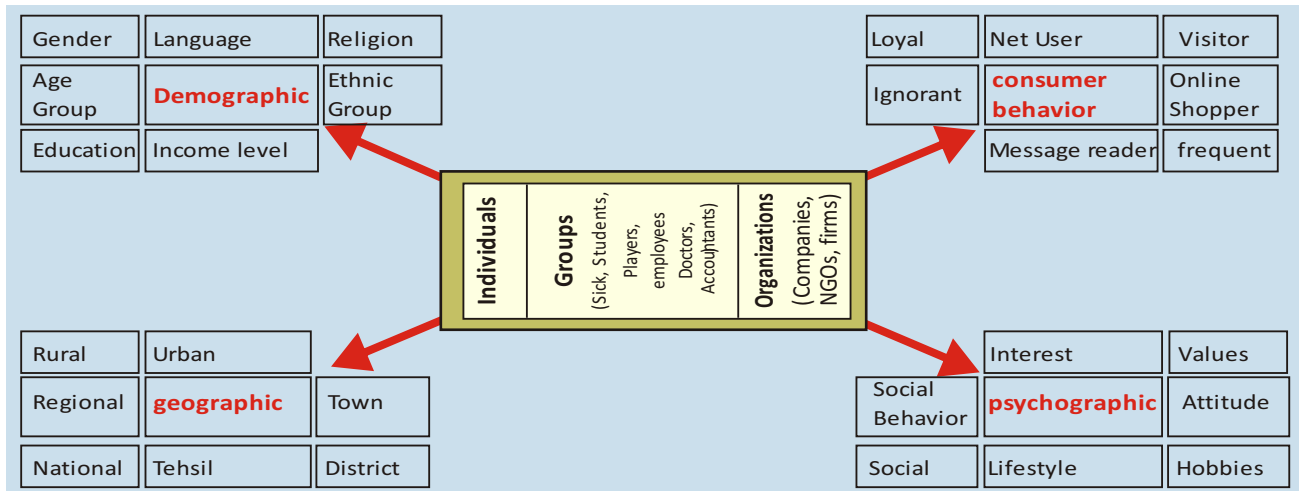 Gender Language Religion
Age Group Demographic Ethnic Group
Education Income level
Loyal Net User Visitor
Ignorant consumer behavior Online Shopper
Message reader frequent
Individuals
Groups
(Sick, Students,
Players,
employees
Doctors,
Accountants)
Organizations
(Companies,
NGOs, firms)
Rural Urban
Regional geographic Town
National Tehsil District
Interest Values
Social Behavior psychographic Attitude
Social Lifestyle Hobbies